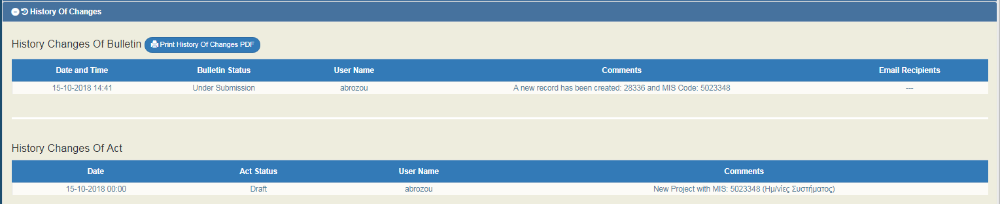 History Of Changes
History Changes Of Bulletin Print History Of Changes PDF
Date and Time Bulletin Status User Name Comments Email Recipients
15-10-2018 14:41 Under Submission abrozou A new record has been created: 28336 and MIS Code: 5023348 ---
History Changes Of Act
Date Act Status User Name Comments
15-10-2018 00:00 Draft abrozou New Project with MIS: 5023348 (Ημ/νίες Συστήματος)